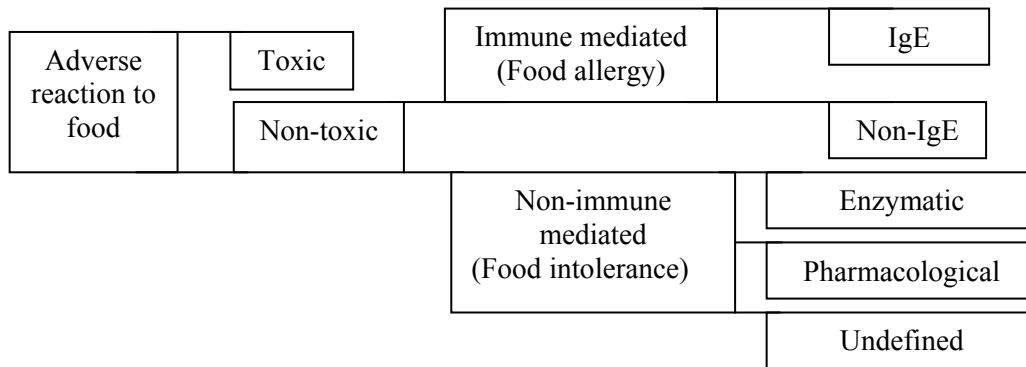 Adverse
reaction to
food
Toxic
Non-toxic
Immune mediated
(Food allergy)
IgE
Non-IgE
Non-immune
mediated
(Food intolerance)
Enzymatic
Pharmacological
Undefined